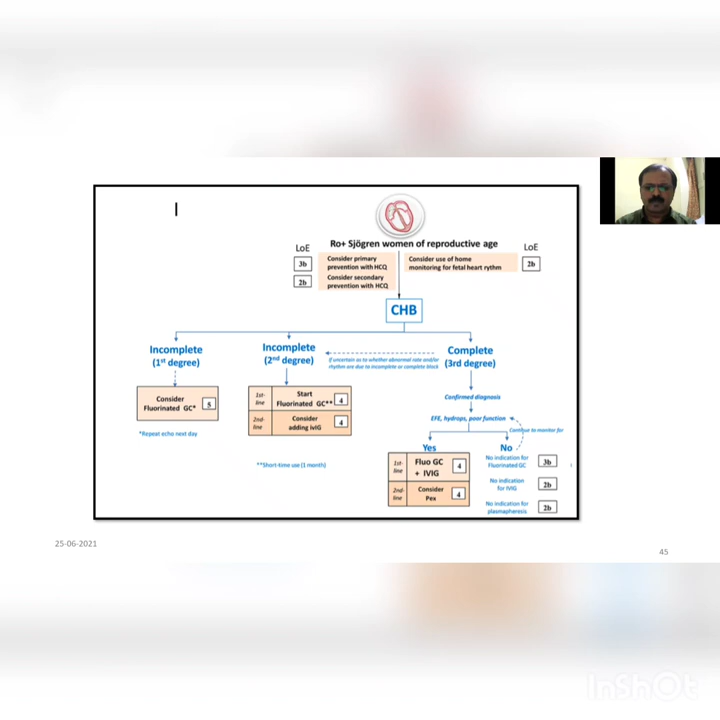 Ro+ Sjögren women of reproductive age
LoE
LoE
3b
Consider primary
prevention with HCQ
2b
Consider secondary
prevention with HCQ
Consider use of home
monitoring for fetal heart rythm
2b
CHB
Incomplete
(1st degree)
Incomplete
(2nd degree)
If uncertain as to whether abnormal rate and/or
rhythm are due to incomplete or complete block
Complete
(3rd degree)
Consider
Fluorinated GC*
5
*Repeat echo next day
1st-
line
Start
Fluorinated GC**
4
2nd-
line
Consider
adding IvIG
4
**Short-time use (1 month)
Confirmed diagnosis
EFE, hydrops, poor function
Continue to monitor for
Yes
No
1st-
line
Fluo GC
+ IVIG
4
2nd-
line
Consider
Pex
4
No indication for
Fluorinated GC
3b
No indication
for IVIG
2b
No indication for
plasmapheresis
2b
25-06-2021
45
InShOt